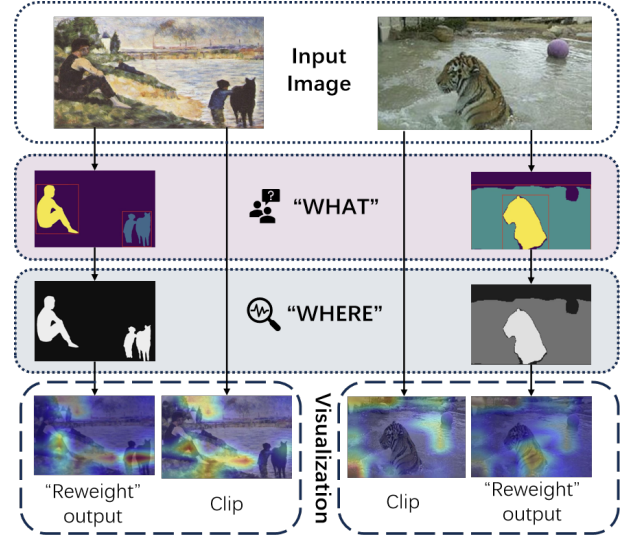 Input
Image
?
"WHAT"
"WHERE"
Visualization
"Reweight"
output
Clip
Clip
"Reweight"
output